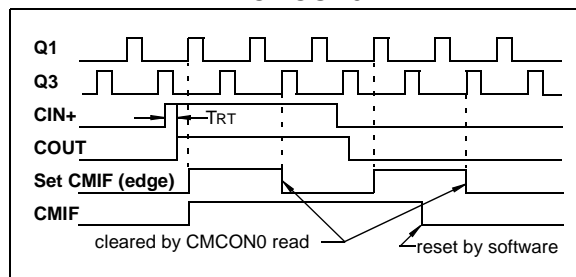 Q1
Q3
CIN+
TRT
COUT
Set CMIF (edge)
CMIF
cleared by CMCON0 read
reset by software